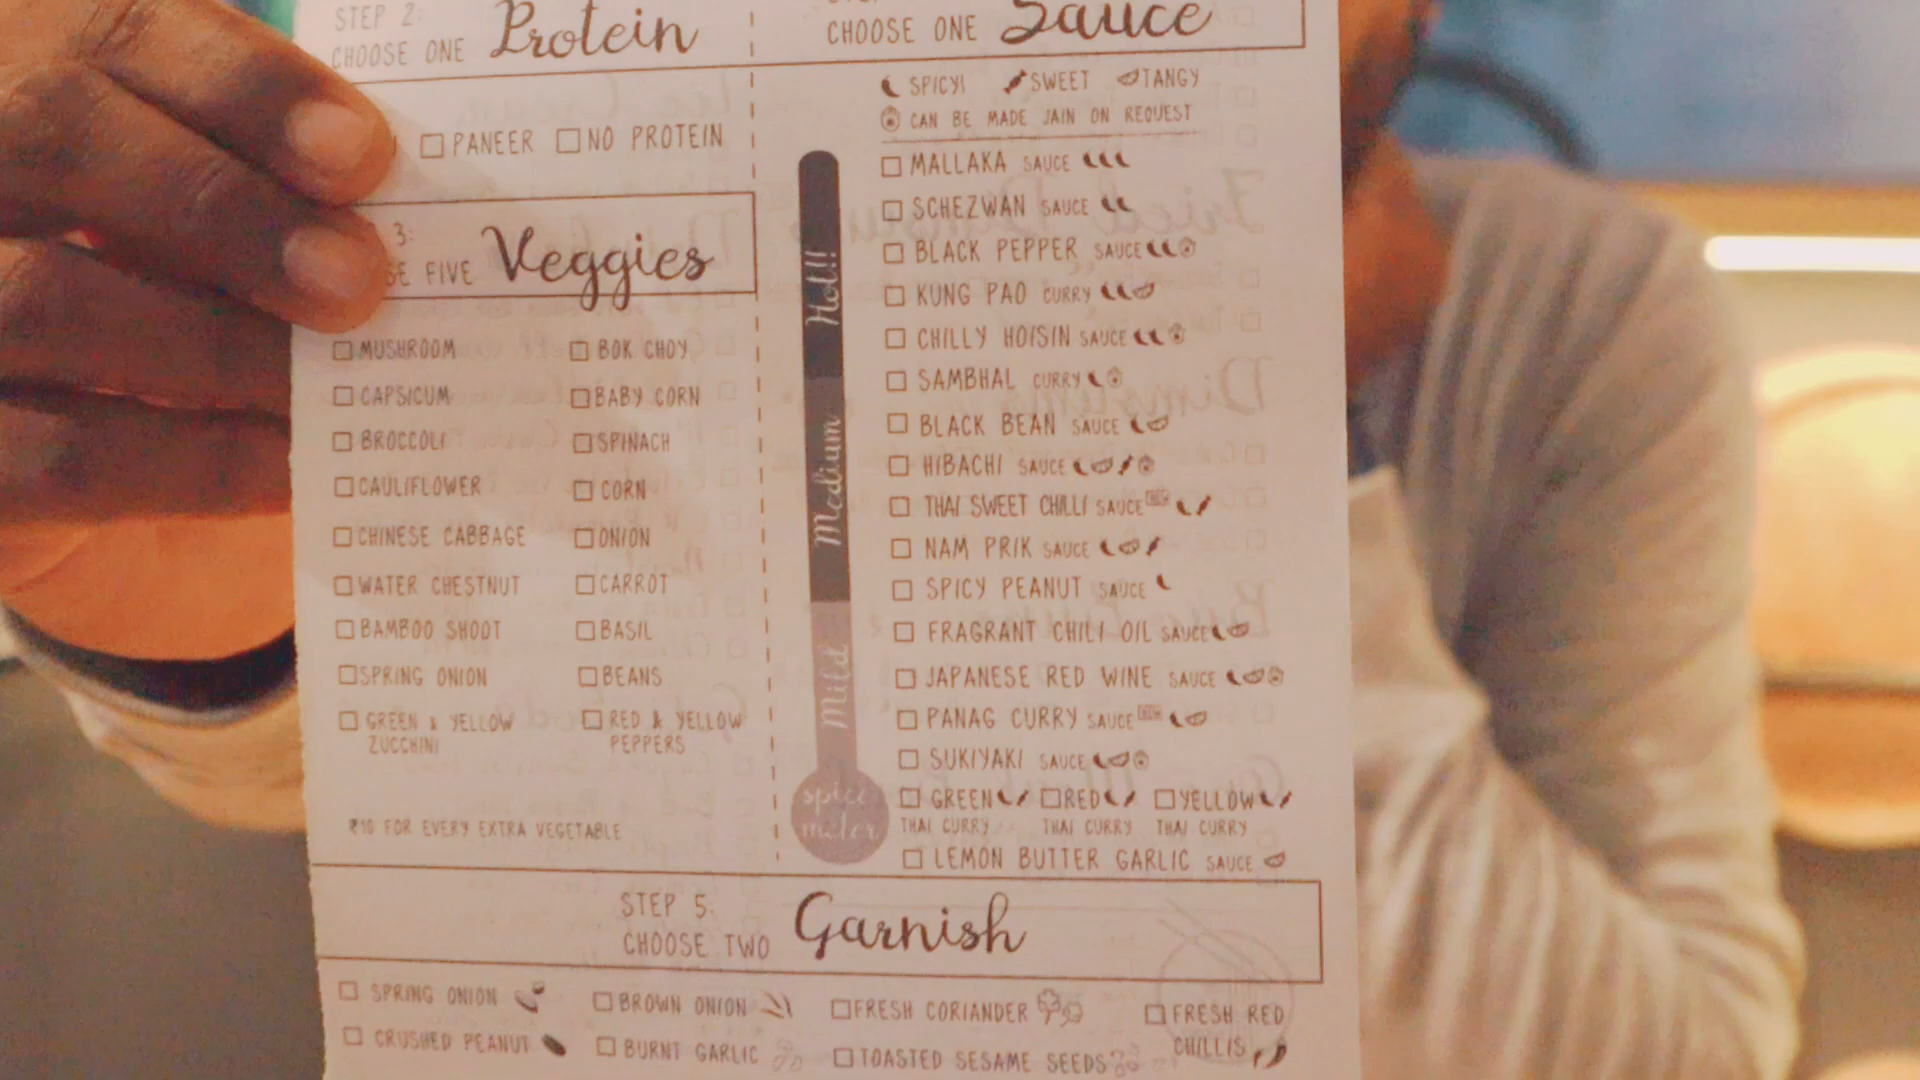 STEP 2:
CHOOSE ONE Protein
PANEER NO PROTEIN
3:
FIVE Veggies
MUSHROOM BOK CHOY
CAPSICUM BABY CORN
BROCCOLI SPINACH
CAULIFLOWER CORN
CHINESE CABBAGE ONION
WATER CHESTNUT CARROT
BAMBOO SHOOT BASIL
SPRING ONION BEANS
GREEN & YELLOW RED & YELLOW
ZUCCHINI PEPPERS
₹10 FOR EVERY EXTRA VEGETABLE
CHOOSE ONE Sauce
SPICY! SWEET TANGY
CAN BE MADE JAIN ON REQUEST
Hot!!
Medium
Mild
spice
meter
MALLAKA SAUCE
SCHEZWAN SAUCE
BLACK PEPPER SAUCE
KUNG PAO CURRY
CHILLY HOISIN SAUCE
SAMBHAL CURRY
BLACK BEAN SAUCE
HIBACHI SAUCE
THAI SWEET CHILLI SAUCE
NAM PRIK SAUCE
SPICY PEANUT SAUCE
FRAGRANT CHILI OIL SAUCE
JAPANESE RED WINE SAUCE
PANAG CURRY SAUCE
SUKIYAKI SAUCE
GREEN RED YELLOW
THAI CURRY THAI CURRY THAI CURRY
LEMON BUTTER GARLIC SAUCE
STEP 5:
CHOOSE TWO Garnish
SPRING ONION BROWN ONION FRESH CORIANDER FRESH RED
CHILLIS
CRUSHED PEANUT BURNT GARLIC TOASTED SESAME SEEDS